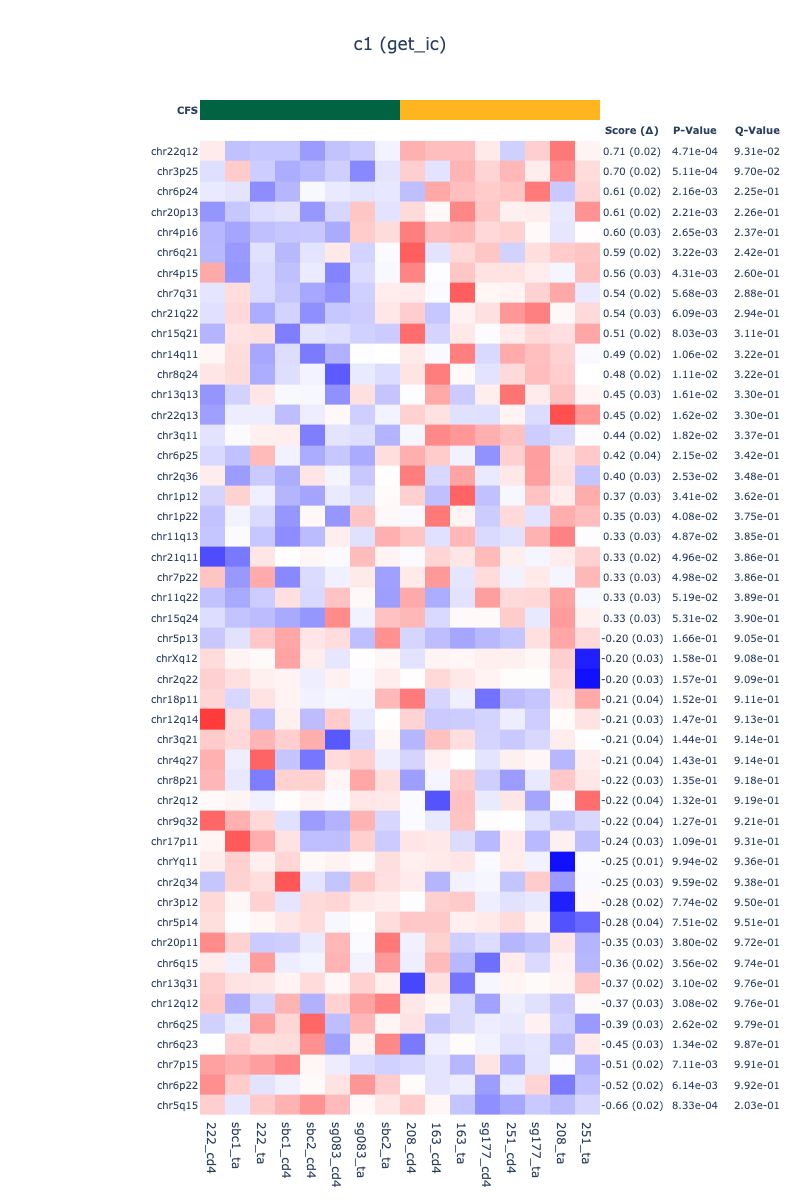 c1 (get_ic)
CFS
Score (Δ) P-Value Q-Value
chr22q12 0.71 (0.02) 4.71e-04 9.31e-02
chr3p25 0.70 (0.02) 5.11e-04 9.70e-02
chr6p24 0.61 (0.02) 2.16e-03 2.25e-01
chr20p13 0.61 (0.02) 2.21e-03 2.26e-01
chr4p16 0.60 (0.03) 2.65e-03 2.37e-01
chr6q21 0.59 (0.02) 3.22e-03 2.42e-01
chr4p15 0.56 (0.03) 4.31e-03 2.60e-01
chr7q31 0.54 (0.02) 5.68e-03 2.88e-01
chr21q22 0.54 (0.03) 6.09e-03 2.94e-01
chr15q21 0.51 (0.02) 8.03e-03 3.11e-01
chr14q11 0.49 (0.02) 1.06e-02 3.22e-01
chr8q24 0.48 (0.02) 1.11e-02 3.22e-01
chr13q13 0.45 (0.03) 1.61e-02 3.30e-01
chr22q13 0.45 (0.02) 1.62e-02 3.30e-01
chr3q11 0.44 (0.02) 1.82e-02 3.37e-01
chr6p25 0.42 (0.04) 2.15e-02 3.42e-01
chr2q36 0.40 (0.03) 2.53e-02 3.48e-01
chr1p12 0.37 (0.03) 3.41e-02 3.62e-01
chr1p22 0.35 (0.03) 4.08e-02 3.75e-01
chr11q13 0.33 (0.03) 4.87e-02 3.85e-01
chr21q11 0.33 (0.02) 4.96e-02 3.86e-01
chr7p22 0.33 (0.03) 4.98e-02 3.86e-01
chr11q22 0.33 (0.03) 5.19e-02 3.89e-01
chr15q24 0.33 (0.03) 5.31e-02 3.90e-01
chr5p13 -0.20 (0.03) 1.66e-01 9.05e-01
chrXq12 -0.20 (0.03) 1.58e-01 9.08e-01
chr2q22 -0.20 (0.03) 1.57e-01 9.09e-01
chr18p11 -0.21 (0.04) 1.52e-01 9.11e-01
chr12q14 -0.21 (0.03) 1.47e-01 9.13e-01
chr3q21 -0.21 (0.04) 1.44e-01 9.14e-01
chr4q27 -0.21 (0.04) 1.43e-01 9.14e-01
chr8p21 -0.22 (0.03) 1.35e-01 9.18e-01
chr2q12 -0.22 (0.04) 1.32e-01 9.19e-01
chr9q32 -0.22 (0.04) 1.27e-01 9.21e-01
chr17p11 -0.24 (0.03) 1.09e-01 9.31e-01
chrYq11 -0.25 (0.01) 9.94e-02 9.36e-01
chr2q34 -0.25 (0.03) 9.59e-02 9.38e-01
chr3p12 -0.28 (0.02) 7.74e-02 9.50e-01
chr5p14 -0.28 (0.04) 7.51e-02 9.51e-01
chr20p11 -0.35 (0.03) 3.80e-02 9.72e-01
chr6q15 -0.36 (0.02) 3.56e-02 9.74e-01
chr13q31 -0.37 (0.02) 3.10e-02 9.76e-01
chr12q12 -0.37 (0.03) 3.08e-02 9.76e-01
chr6q25 -0.39 (0.03) 2.62e-02 9.79e-01
chr6q23 -0.45 (0.03) 1.34e-02 9.87e-01
chr7p15 -0.51 (0.02) 7.11e-03 9.91e-01
chr6p22 -0.52 (0.02) 6.14e-03 9.92e-01
chr5q15 -0.66 (0.02) 8.33e-04 2.03e-01
222_cd4
sbc1_ta
222_ta
sbc1_cd4
sbc2_cd4
sg083_cd4
sg083_ta
sbc2_ta
208_cd4
163_cd4
163_ta
sg177_cd4
251_cd4
sg177_ta
208_ta
251_ta